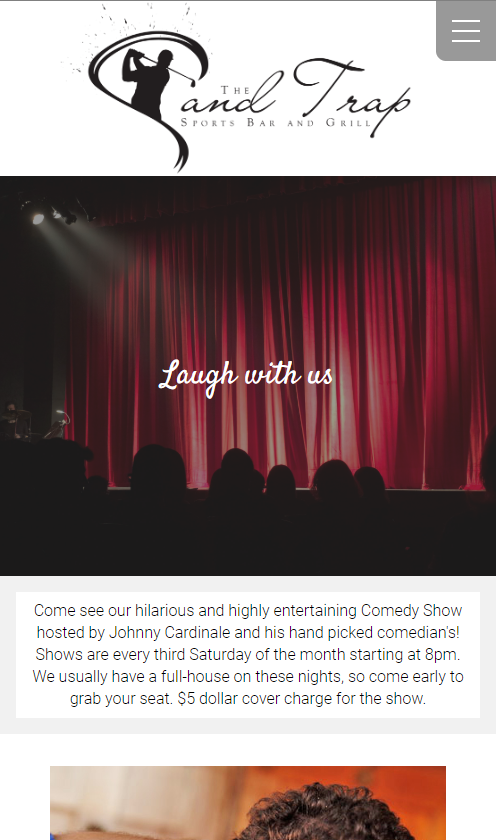 The
Sand Trap
Sports Bar and Grill
Laugh with us
Come see our hilarious and highly entertaining Comedy Show
hosted by Johnny Cardinale and his hand picked comedian's!
Shows are every third Saturday of the month starting at 8pm.
We usually have a full-house on these nights, so come early to
grab your seat. $5 dollar cover charge for the show.